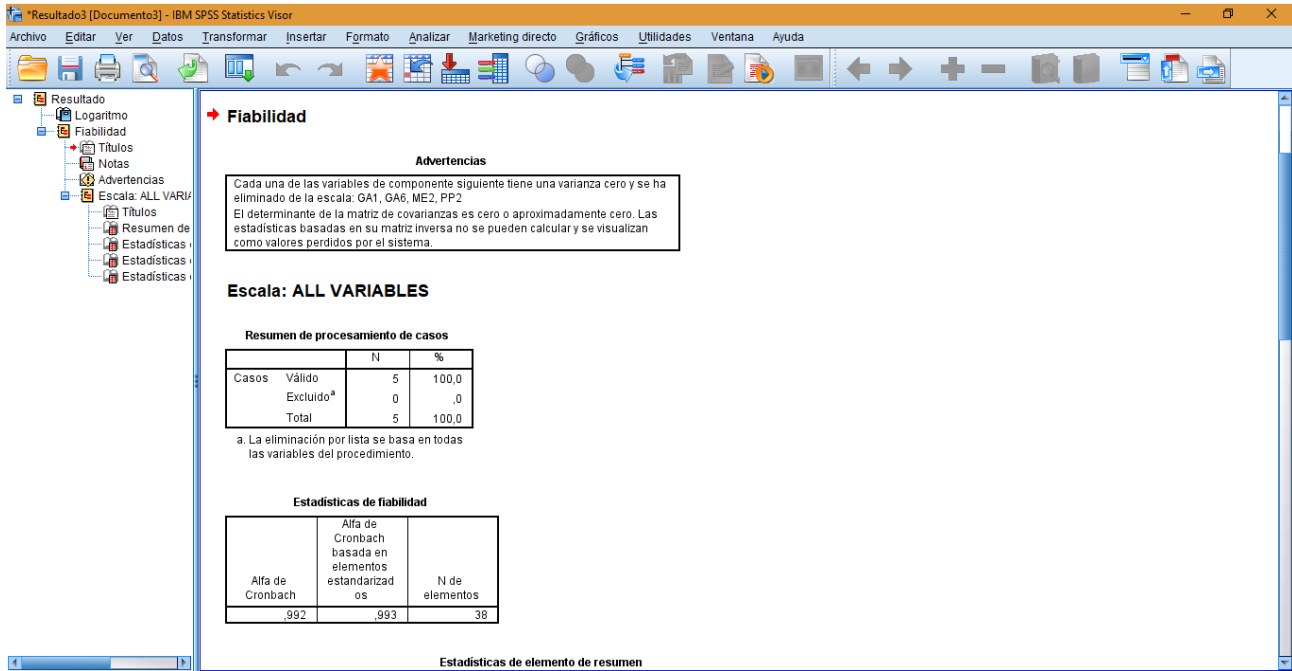 *Resultado3 [Documento3] - IBM SPSS Statistics Visor
Archivo Editar Ver Datos Transformar Insertar Formato Analizar Marketing directo Gráficos Utilidades Ventana Ayuda
Resultado
Logaritmo
Fiabilidad
Títulos
Notas
Advertencias
Escala: ALL VARIA
Títulos
Resumen de
Estadísticas
Estadísticas
Estadísticas
Fiabilidad
Advertencias
Cada una de las variables de componente siguiente tiene una varianza cero y se ha
eliminado de la escala: GA1, GA6, ME2, PP2
El determinante de la matriz de covarianzas es cero o aproximadamente cero. Las
estadísticas basadas en su matriz inversa no se pueden calcular y se visualizan
como valores perdidos por el sistema.
Escala: ALL VARIABLES
Resumen de procesamiento de casos
N %
Casos Válido 5 100,0
Excluido a 0 ,0
Total 5 100,0
a. La eliminación por lista se basa en todas
las variables del procedimiento.
Estadísticas de fiabilidad
Alfa de
Cronbach
Alfa de
Cronbach
basada en
elementos
estandarizad
os
N de
elementos
,992 ,993 38
Estadísticas de elemento de resumen